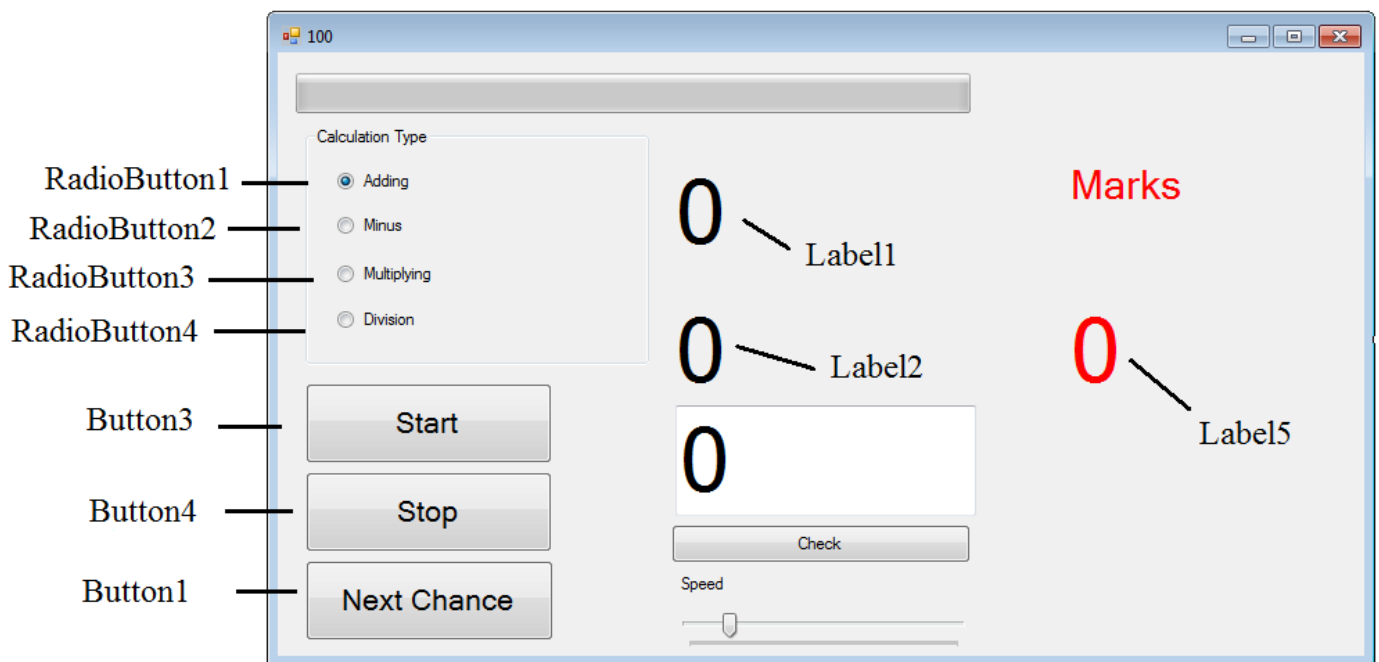 100
Calculation Type
RadioButton1
Adding
RadioButton2
Minus
RadioButton3
Multiplying
RadioButton4
Division
0
Label1
Marks
0
Label2
0
Label5
Button3
Start
0
Button4
Stop
Check
Button1
Next Chance
Speed